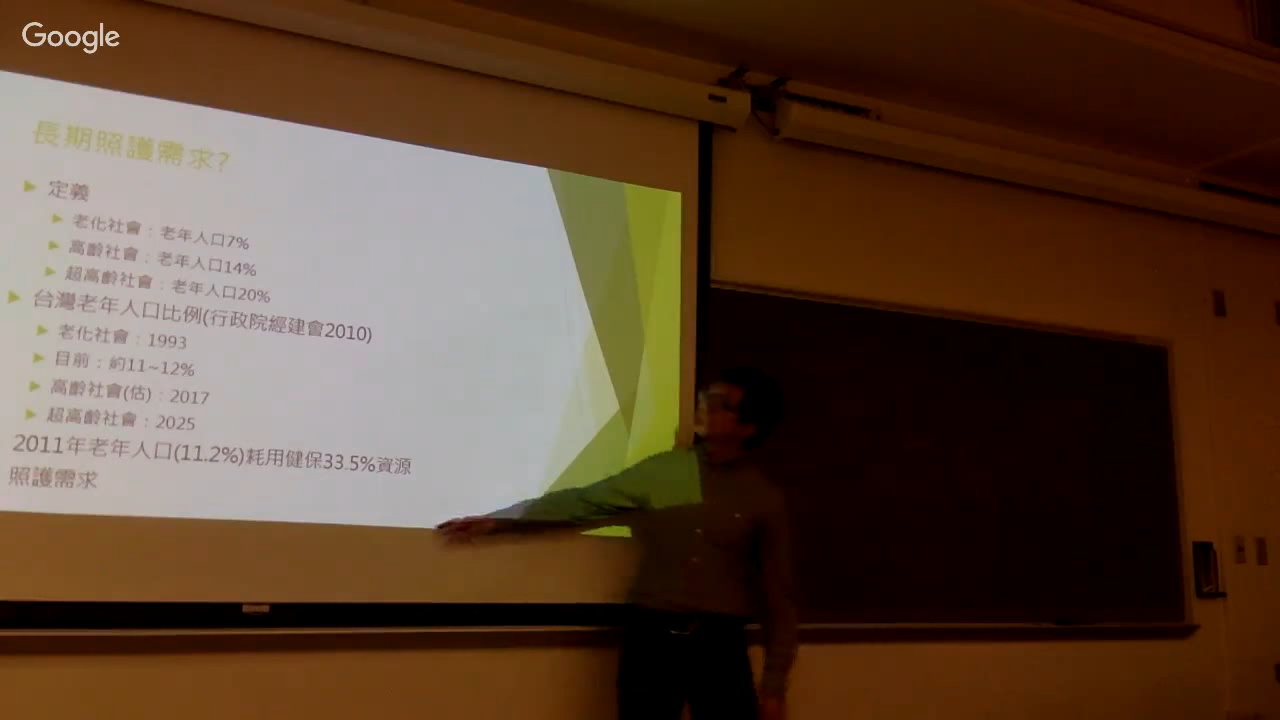 Google
長期照護需求?
定義
老化社會：老年人口7%
高齡社會：老年人口14%
超高齡社會：老年人口20%
台灣老年人口比例(行政院經建會2010)
老化社會：1993
目前：約11~12%
高齡社會(估)：2017
超高齡社會：2025
2011年老年人口(11.2%)耗用健保33.5%資源
照護需求